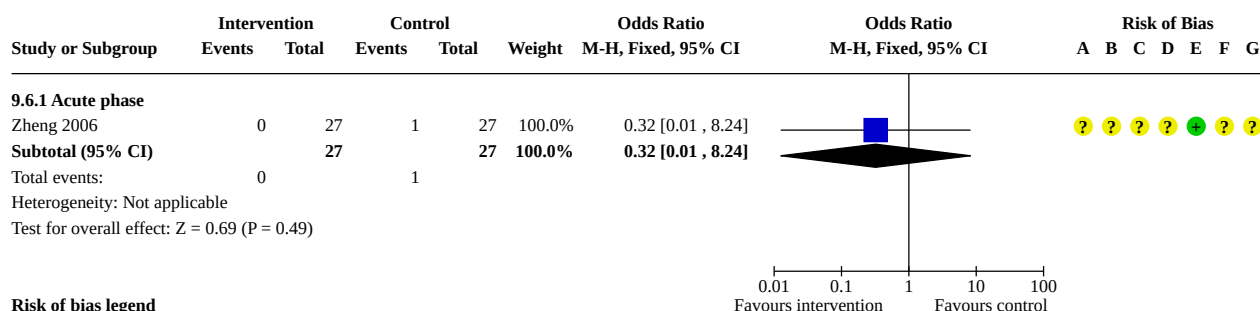 Intervention Control Odds Ratio Odds Ratio Risk of Bias
Study or Subgroup Events Total Events Total Weight M-H, Fixed, 95% CI M-H, Fixed, 95% CI A B C D E F G
9.6.1 Acute phase
Zheng 2006 0 27 1 27 100.0% 0.32 [0.01 , 8.24] ? ? ? ? + ? ?
Subtotal (95% CI) 27 27 100.0% 0.32 [0.01 , 8.24]
Total events: 0 1
Heterogeneity: Not applicable
Test for overall effect: Z = 0.69 (P = 0.49)
0.01 0.1 1 10 100
Favours intervention Favours control
Risk of bias legend